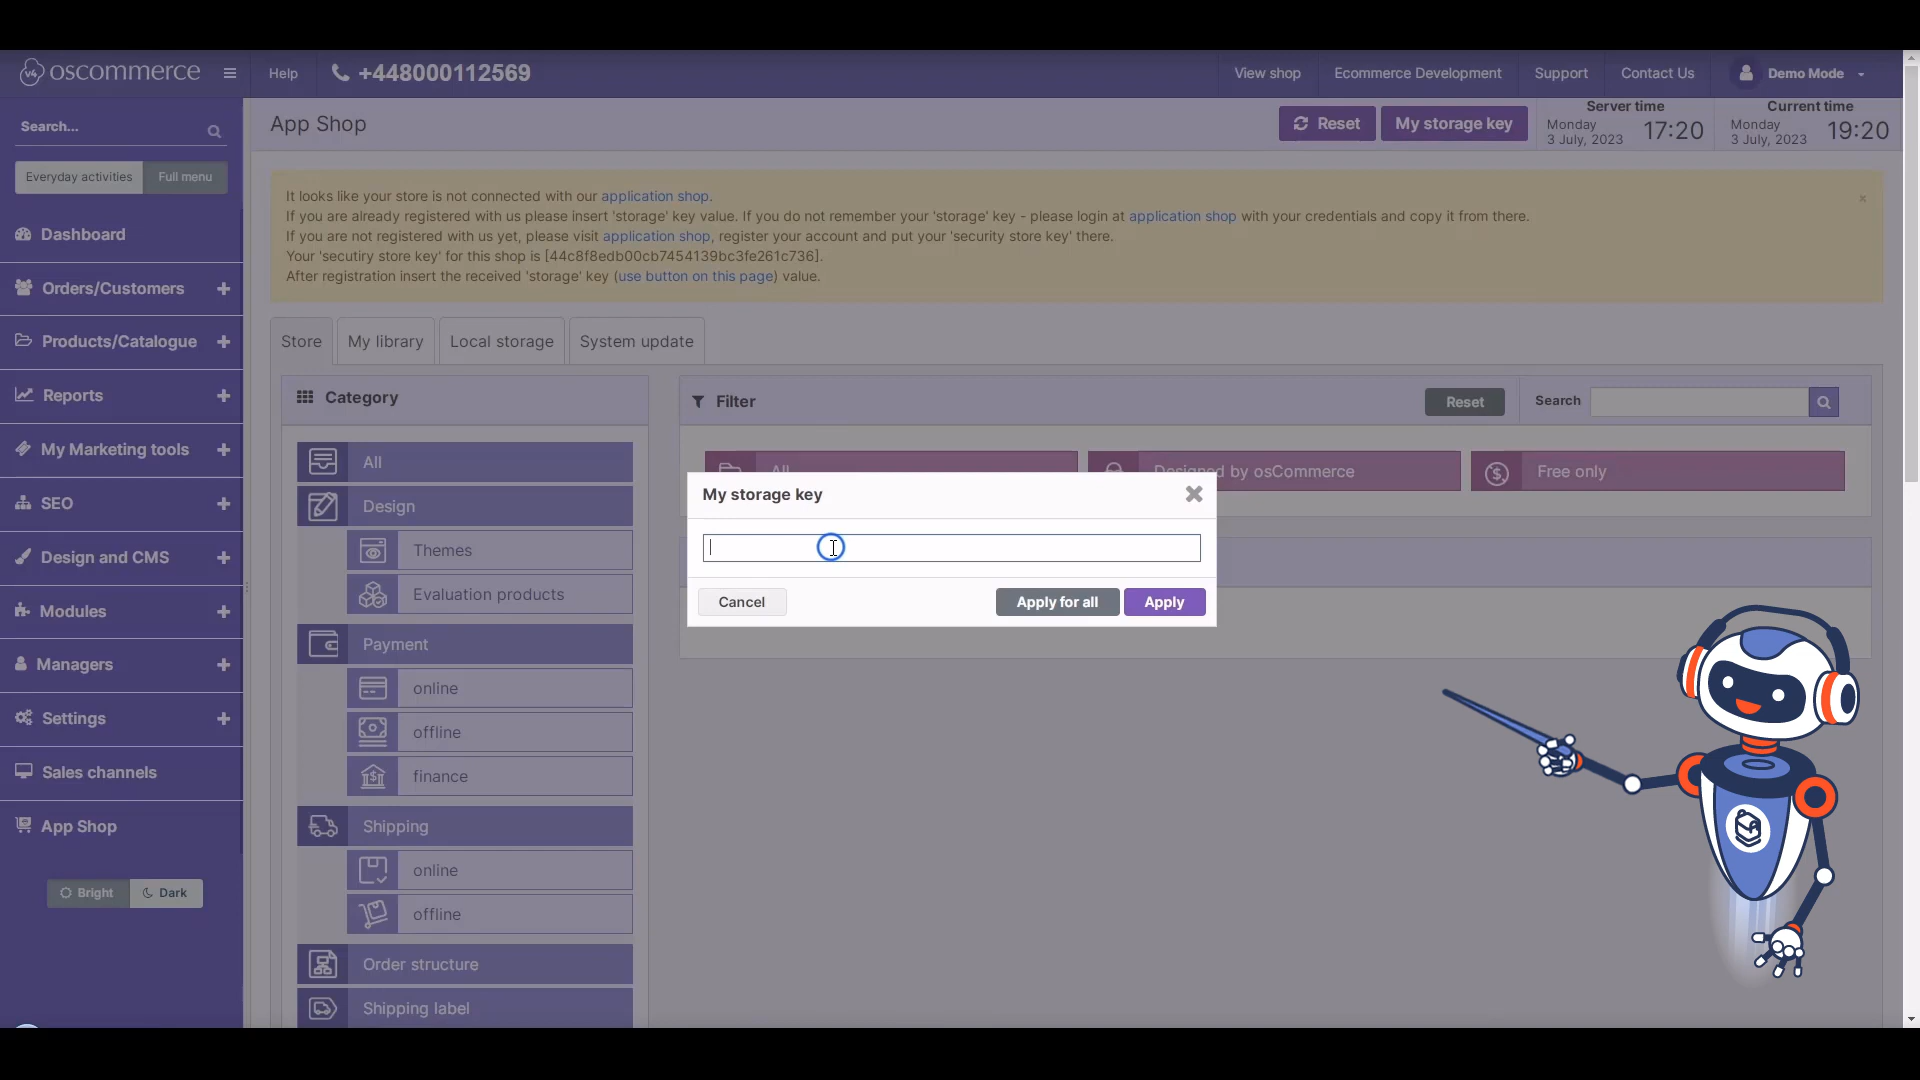 v4 oscommerce
Help
+448000112569
View shop
Ecommerce Development
Support
Contact Us
Demo Mode
Search...
Everyday activities
Full menu
Dashboard
Orders/Customers
Products/Catalogue
Reports
My Marketing tools
SEO
Design and CMS
Modules
Managers
Settings
Sales channels
App Shop
Bright
Dark
App Shop
Reset
My storage key
Server time
Monday
3 July, 2023
17:20
Current time
Monday
3 July, 2023
19:20
It looks like your store is not connected with our application shop.
If you are already registered with us please insert 'storage' key value. If you do not remember your 'storage' key - please login at application shop with your credentials and copy it from there.
If you are not registered with us yet, please visit application shop, register your account and put your 'security store key' there.
Your 'secutiry store key' for this shop is [44c8f8edb00cb7454139bc3fe261c736].
After registration insert the received 'storage' key (use button on this page) value.
Store
My library
Local storage
System update
Category
All
Design
Themes
Evaluation products
Payment
online
offline
finance
Shipping
online
offline
Order structure
Shipping label
Filter
Reset
Search
All
Designed by osCommerce
Free only
My storage key
Cancel
Apply for all
Apply